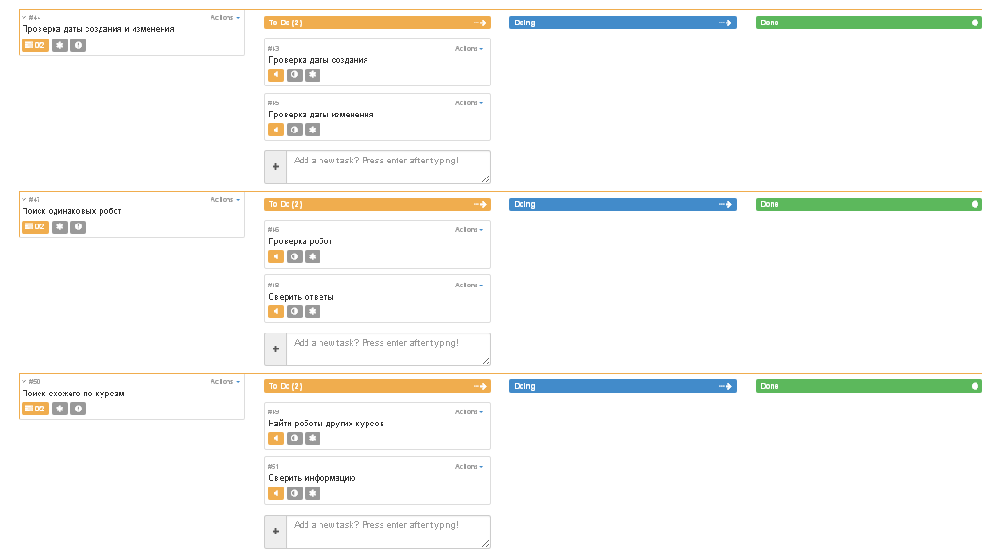 #44 Actions
Проверка даты создания и изменения
0/2
To Do (2)
Doing
Done
#43 Actions
Проверка даты создания
#45 Actions
Проверка даты изменения
Add a new task? Press enter after typing!
#47 Actions
Поиск одинаковых робот
0/2
To Do (2)
Doing
Done
#46 Actions
Проверка робот
#48 Actions
Сверить ответы
Add a new task? Press enter after typing!
#50 Actions
Поиск схожего по курсам
0/2
To Do (2)
Doing
Done
#49 Actions
Найти роботы других курсов
#51 Actions
Сверить информацию
Add a new task? Press enter after typing!